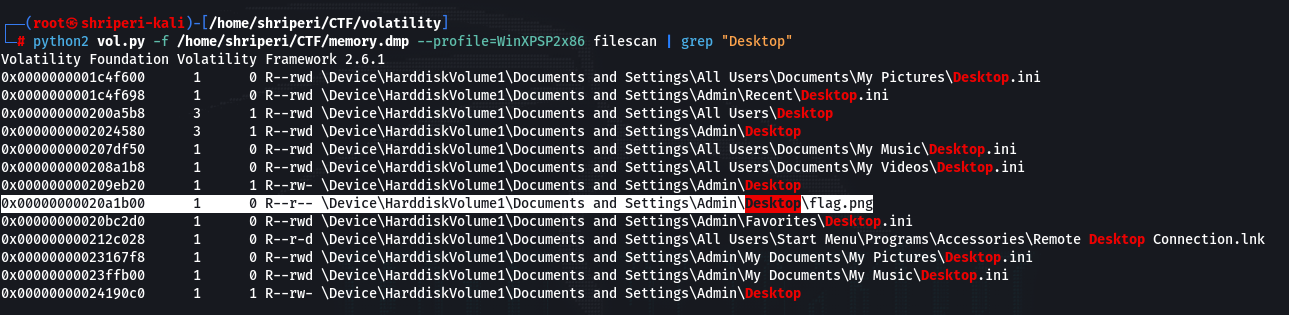 ┌──(root㉿shriperi-kali)-[/home/shriperi/CTF/volatility]
└─# python2 vol.py -f /home/shriperi/CTF/memory.dmp --profile=WinXPSP2x86 filescan | grep "Desktop"
Volatility Foundation Volatility Framework 2.6.1
0x0000000001c4f600      1      0 R--rwd \Device\HarddiskVolume1\Documents and Settings\All Users\Documents\My Pictures\Desktop.ini
0x0000000001c4f698      1      0 R--rwd \Device\HarddiskVolume1\Documents and Settings\Admin\Recent\Desktop.ini
0x000000000200a5b8      3      1 R--rwd \Device\HarddiskVolume1\Documents and Settings\All Users\Desktop
0x0000000002024580      3      1 R--rwd \Device\HarddiskVolume1\Documents and Settings\Admin\Desktop
0x000000000207df50      1      0 R--rwd \Device\HarddiskVolume1\Documents and Settings\All Users\Documents\My Music\Desktop.ini
0x000000000208a1b8      1      0 R--rwd \Device\HarddiskVolume1\Documents and Settings\All Users\Documents\My Videos\Desktop.ini
0x000000000209eb20      1      1 R--rw- \Device\HarddiskVolume1\Documents and Settings\Admin\Desktop
0x00000000020a1b00      1      0 R--r-- \Device\HarddiskVolume1\Documents and Settings\Admin\Desktop\flag.png
0x00000000020bc2d0      1      0 R--rwd \Device\HarddiskVolume1\Documents and Settings\Admin\Favorites\Desktop.ini
0x000000000212c028      1      0 R--r-d \Device\HarddiskVolume1\Documents and Settings\All Users\Start Menu\Programs\Accessories\Remote Desktop Connection.lnk
0x00000000023167f8      1      0 R--rwd \Device\HarddiskVolume1\Documents and Settings\Admin\My Documents\My Pictures\Desktop.ini
0x00000000023ffb00      1      0 R--rwd \Device\HarddiskVolume1\Documents and Settings\Admin\My Documents\My Music\Desktop.ini
0x00000000024190c0      1      1 R--rw- \Device\HarddiskVolume1\Documents and Settings\Admin\Desktop